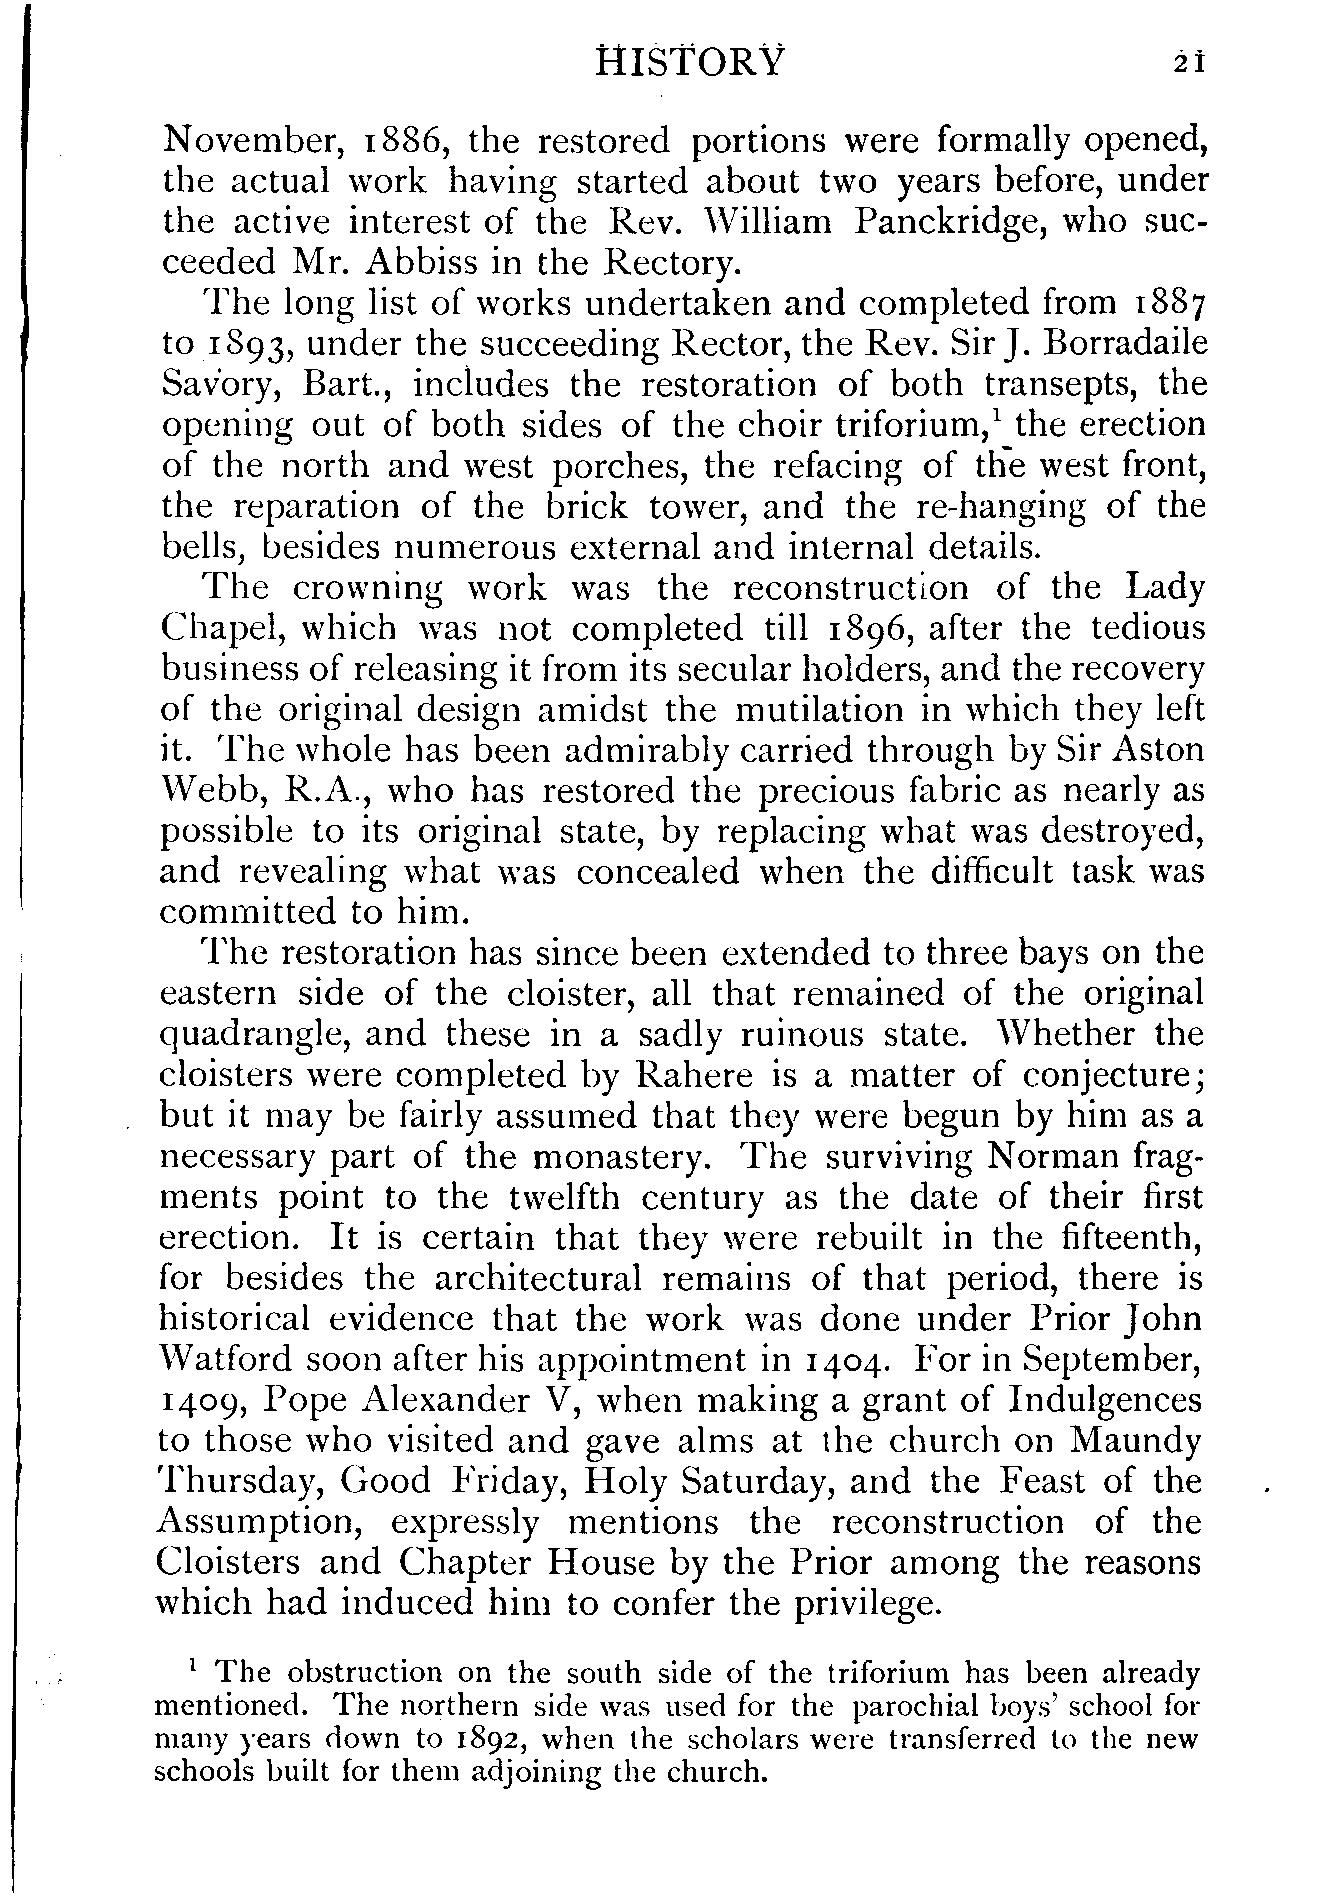 HISTORY 21
November, 1886, the restored portions were formally opened,
the actual work having started about two years before, under
the active interest of the Rev. William Panckridge, who suc-
ceeded Mr. Abbiss in the Rectory.
The long list of works undertaken and completed from 1887
to 1893, under the succeeding Rector, the Rev. Sir J. Borradaile
Savory, Bart., includes the restoration of both transepts, the
opening out of both sides of the choir triforium,¹ the erection
of the north and west porches, the refacing of the west front,
the reparation of the brick tower, and the re-hanging of the
bells, besides numerous external and internal details.
The crowning work was the reconstruction of the Lady
Chapel, which was not completed till 1896, after the tedious
business of releasing it from its secular holders, and the recovery
of the original design amidst the mutilation in which they left
it. The whole has been admirably carried through by Sir Aston
Webb, R.A., who has restored the precious fabric as nearly as
possible to its original state, by replacing what was destroyed,
and revealing what was concealed when the difficult task was
committed to him.
The restoration has since been extended to three bays on the
eastern side of the cloister, all that remained of the original
quadrangle, and these in a sadly ruinous state. Whether the
cloisters were completed by Rahere is a matter of conjecture;
but it may be fairly assumed that they were begun by him as a
necessary part of the monastery. The surviving Norman frag-
ments point to the twelfth century as the date of their first
erection. It is certain that they were rebuilt in the fifteenth,
for besides the architectural remains of that period, there is
historical evidence that the work was done under Prior John
Watford soon after his appointment in 1404. For in September,
1409, Pope Alexander V, when making a grant of Indulgences
to those who visited and gave alms at the church on Maundy
Thursday, Good Friday, Holy Saturday, and the Feast of the
Assumption, expressly mentions the reconstruction of the
Cloisters and Chapter House by the Prior among the reasons
which had induced him to confer the privilege.
¹ The obstruction on the south side of the triforium has been already
mentioned. The northern side was used for the parochial boys' school for
many years down to 1892, when the scholars were transferred to the new
schools built for them adjoining the church.